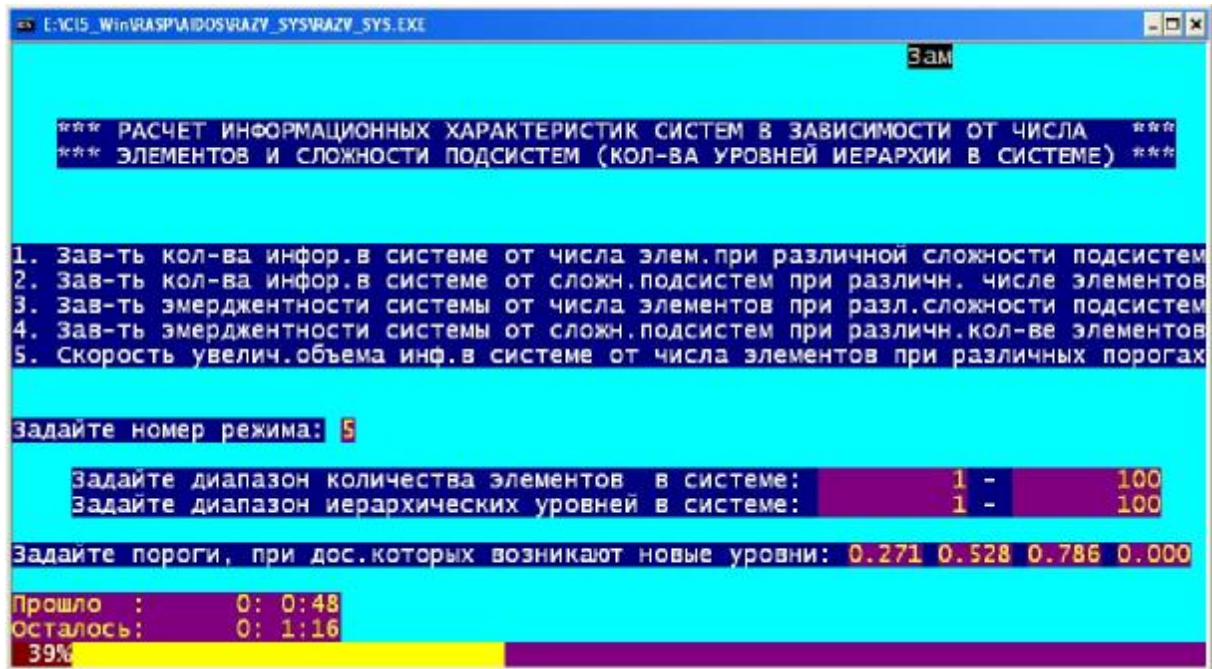 E:\CI5_Win\RASP\AIDOS\RAZV_SYS\RAZV_SYS.EXE
Зам
*** РАСЧЕТ ИНФОРМАЦИОННЫХ ХАРАКТЕРИСТИК СИСТЕМ В ЗАВИСИМОСТИ ОТ ЧИСЛА ***
*** ЭЛЕМЕНТОВ И СЛОЖНОСТИ ПОДСИСТЕМ (КОЛ-ВА УРОВНЕЙ ИЕРАРХИИ В СИСТЕМЕ) ***
1. Зав-ть кол-ва инфор.в системе от числа элем.при различной сложности подсистем
2. Зав-ть кол-ва инфор.в системе от сложн.подсистем при различн. числе элементов
3. Зав-ть эмерджентности системы от числа элементов при разл.сложности подсистем
4. Зав-ть эмерджентности системы от сложн.подсистем при различн.кол-ве элементов
5. Скорость увелич.объема инф.в системе от числа элементов при различных порогах
Задайте номер режима: 5
Задайте диапазон количества элементов в системе: 1 - 100
Задайте диапазон иерархических уровней в системе: 1 - 100
Задайте пороги, при дос.которых возникают новые уровни: 0.271 0.528 0.786 0.000
Прошло : 0: 0:48
Осталось: 0: 1:16
39%